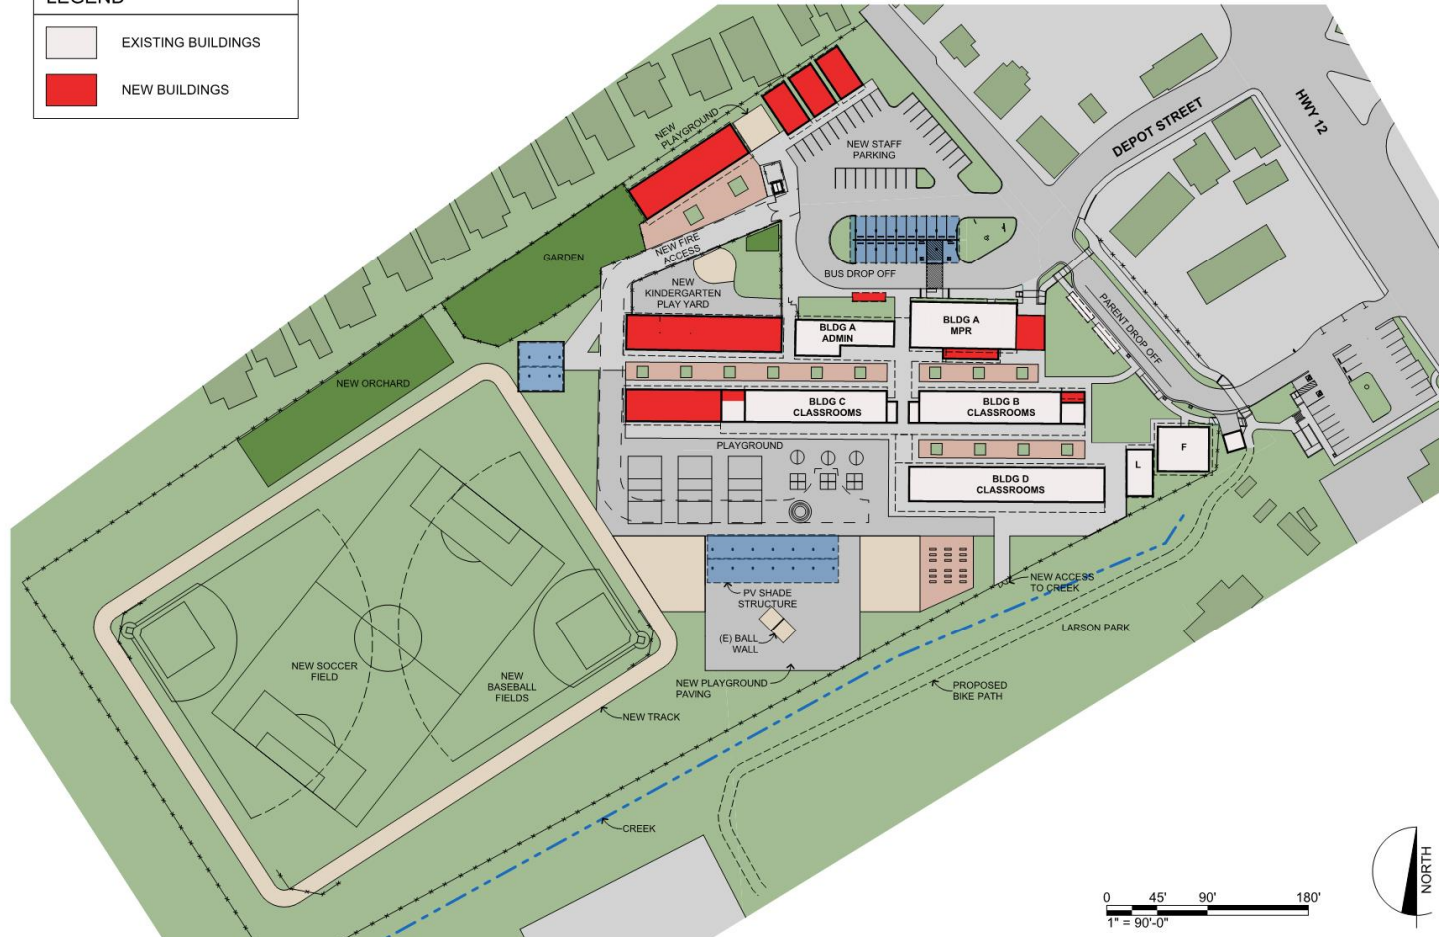 LEGEND
EXISTING BUILDINGS
NEW BUILDINGS
NEW
PLAYGROUND
NEW STAFF
PARKING
DEPOT STREET
HWY 12
GARDEN
NEW FIRE
ACCESS
BUS DROP OFF
NEW
KINDERGARTEN
PLAY YARD
PARENT DROP OFF
BLDG A
ADMIN
BLDG A
MPR
NEW ORCHARD
BLDG C
CLASSROOMS
BLDG B
CLASSROOMS
PLAYGROUND
F
L
BLDG D
CLASSROOMS
NEW ACCESS
TO CREEK
PV SHADE
STRUCTURE
LARSON PARK
(E) BALL
WALL
NEW SOCCER
FIELD
NEW
BASEBALL
FIELDS
NEW PLAYGROUND
PAVING
PROPOSED
BIKE PATH
NEW TRACK
CREEK
0 45' 90' 180'
1" = 90'-0"
NORTH